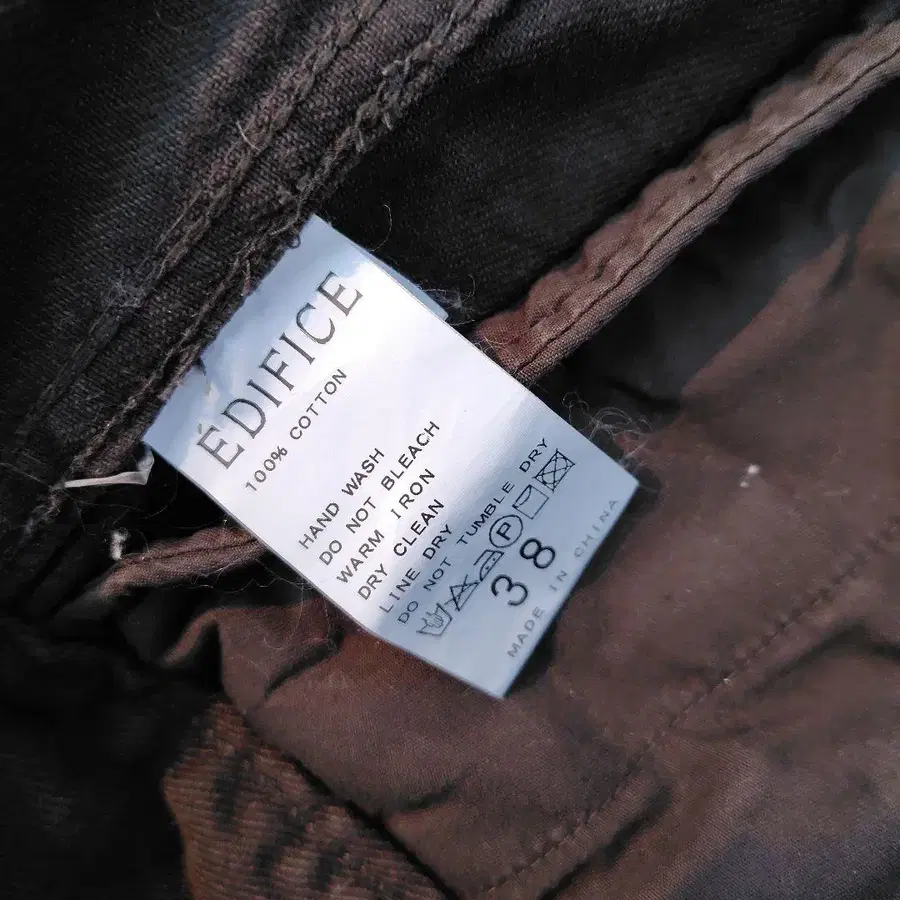 ÉDIFICE
100% COTTON
HAND WASH
DO NOT BLEACH
WARM IRON
DRY CLEAN
LINE DRY
DO NOT TUMBLE DRY
P
38
MADE IN CHINA